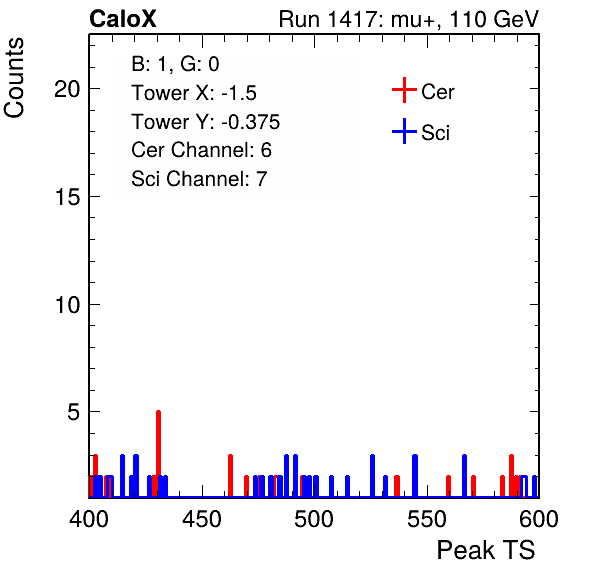 CaloX Run 1417: mu+, 110 GeV
Counts
B: 1, G: 0
Tower X: -1.5
Tower Y: -0.375
Cer Channel: 6
Sci Channel: 7
Cer
Sci
20
15
10
5
400 450 500 550 600
Peak TS